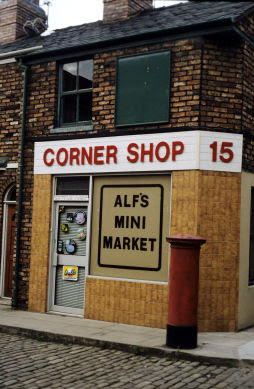 CORNER SHOP 15
ALF'S
MINI
MARKET